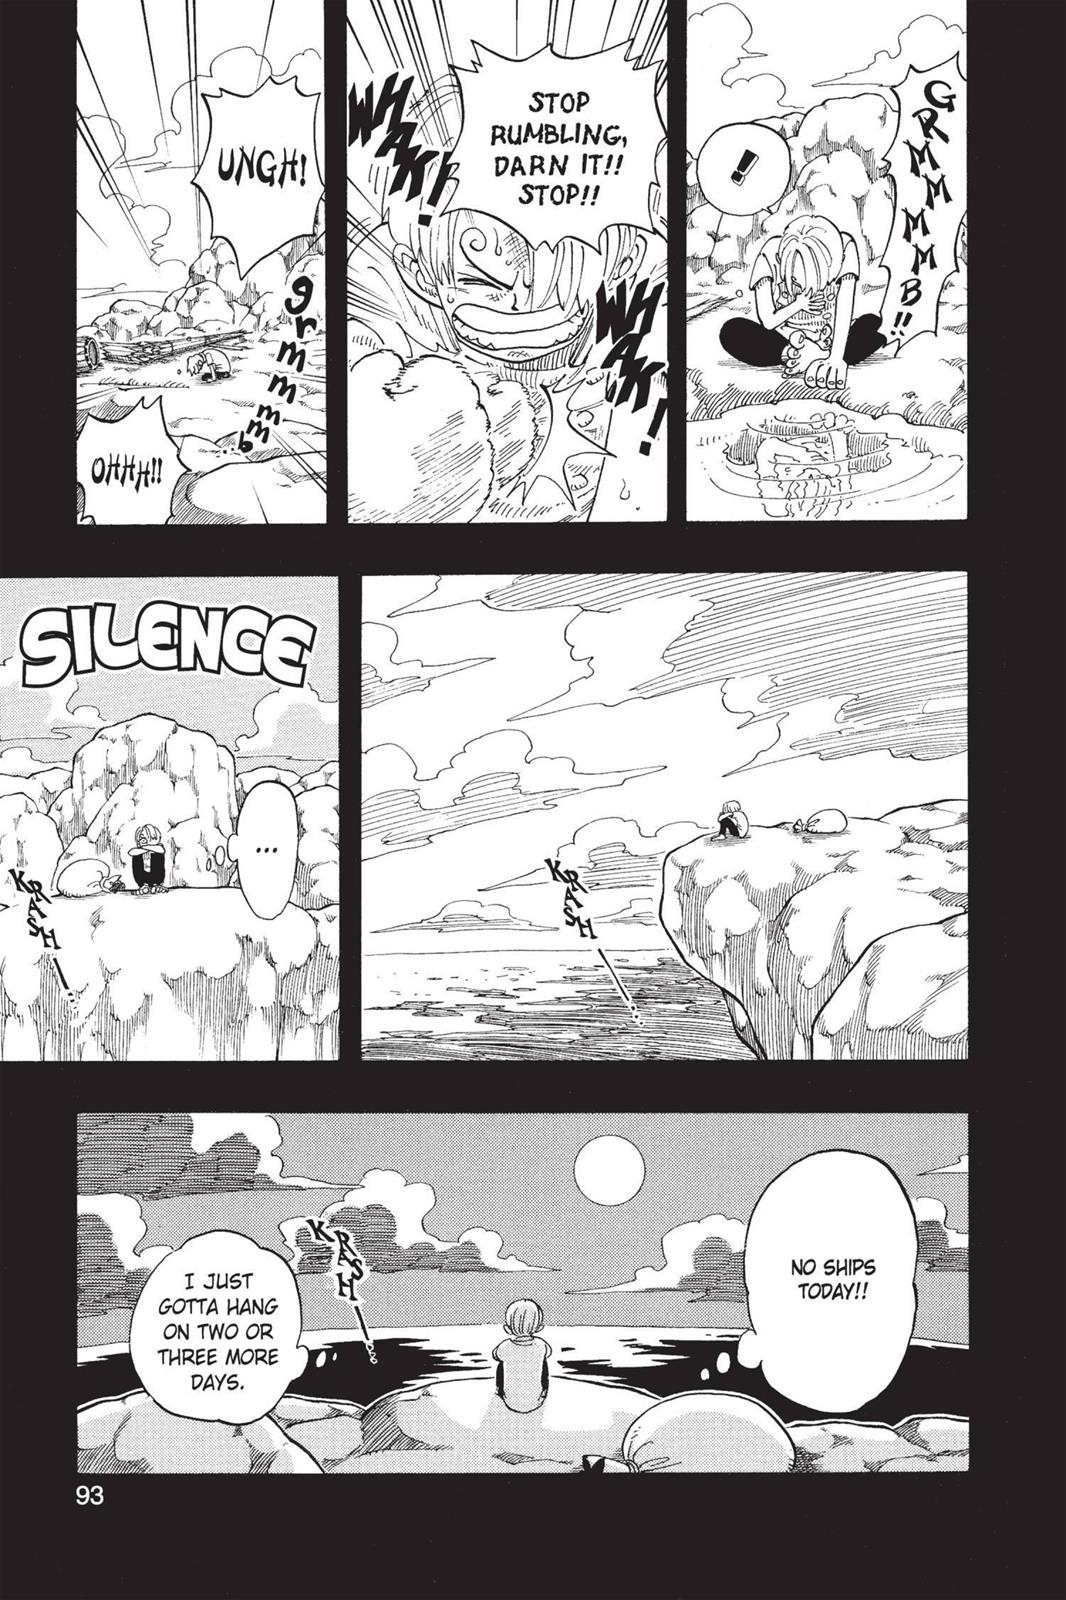 GRMMMB!!
!!
STOP
RUMBLING,
DARN IT!!
STOP!!
WHAK!
WHAK!
UNGH!
grmmmmb
OHHH!!
KRASH—...
SILENCE
...
KRASH—...
NO SHIPS
TODAY!!
KRASH—...
I JUST
GOTTA HANG
ON TWO OR
THREE MORE
DAYS.
93